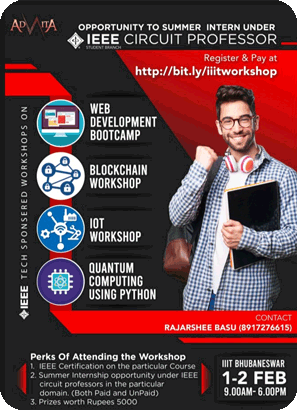 ADVAITA
OPPORTUNITY TO SUMMER INTERN UNDER
IEEE CIRCUIT PROFESSOR
STUDENT BRANCH
Register & Pay at
http://bit.ly/iiitworkshop
IEEE TECH SPONSERED WORKSHOPS ON
WEB
DEVELOPMENT
BOOTCAMP
BLOCKCHAIN
WORKSHOP
IOT
WORKSHOP
QUANTUM
COMPUTING
USING PYTHON
CONTACT
RAJARSHEE BASU (8917276615)
Perks Of Attending the Workshop
1. IEEE Certification on the particular Course
2. Summer Internship opportunity under IEEE
circuit professors in the particular
domain. (Both Paid and UnPaid)
3. Prizes worth Rupees 5000
IIIT BHUBANESWAR
1-2 FEB
9.00AM- 6.00PM